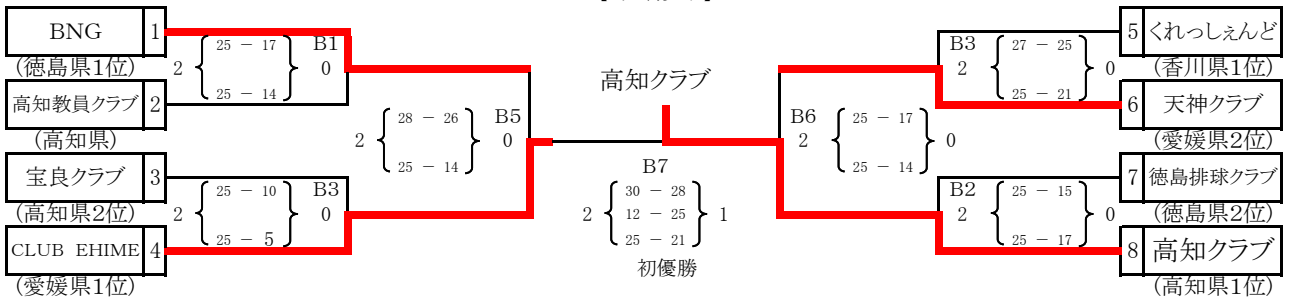 BNG 1
(徳島県1位)
高知教員クラブ 2
(高知県)
宝良クラブ 3
(高知県2位)
CLUB EHIME 4
(愛媛県1位)
B1
25 - 17
2 0
25 - 14
B3
25 - 10
2 0
25 - 5
B5
28 - 26
2 0
25 - 14
高知クラブ
B7
30 - 28
2 12 - 25 1
25 - 21
初優勝
B6
25 - 17
2 0
25 - 14
B3
27 - 25
2 0
25 - 21
B2
25 - 15
2 0
25 - 17
5 くれっしぇんど
(香川県1位)
6 天神クラブ
(愛媛県2位)
7 徳島排球クラブ
(徳島県2位)
8 高知クラブ
(高知県1位)